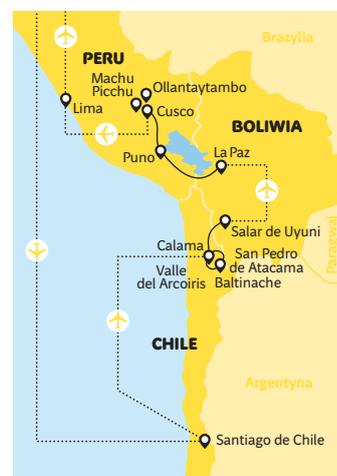 Brazylia
PERU
Machu
Picchu
Ollantaytambo
Lima
Cusco
BOLIWIA
Puno
La Paz
Salar de Uyuni
Paragwaj
Calama
San Pedro
de Atacama
Valle
del Arcoiris
Baltinache
CHILE
Argentyna
Santiago de Chile